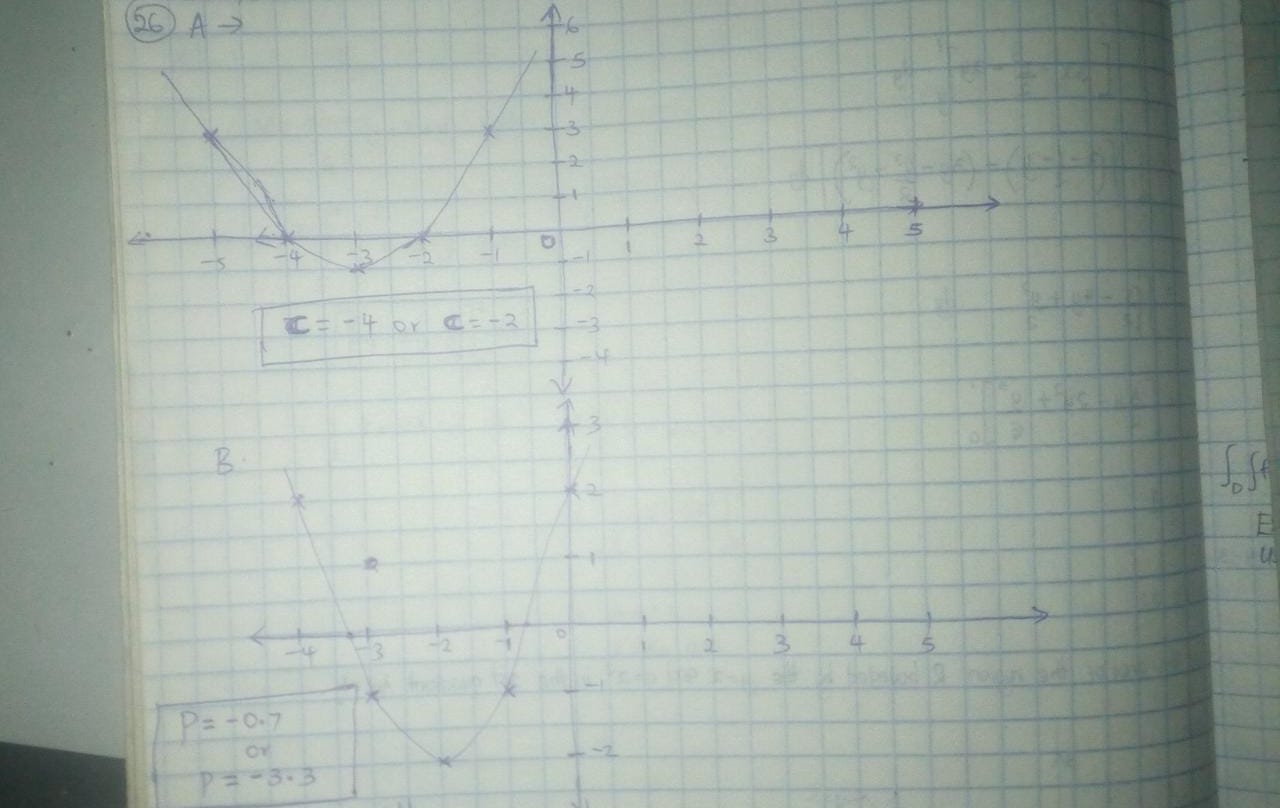 26 A →
6
5
4
3
2
1
-5 -4 -3 -2 -1 0 1 2 3 4 5
-1
-2
-3
-4
C = -4 or C = -2
B.
3
2
1
-4 -3 -2 -1 0 1 2 3 4 5
-1
-2
P = -0.7
or
P = -3.3
∫D∫f
E